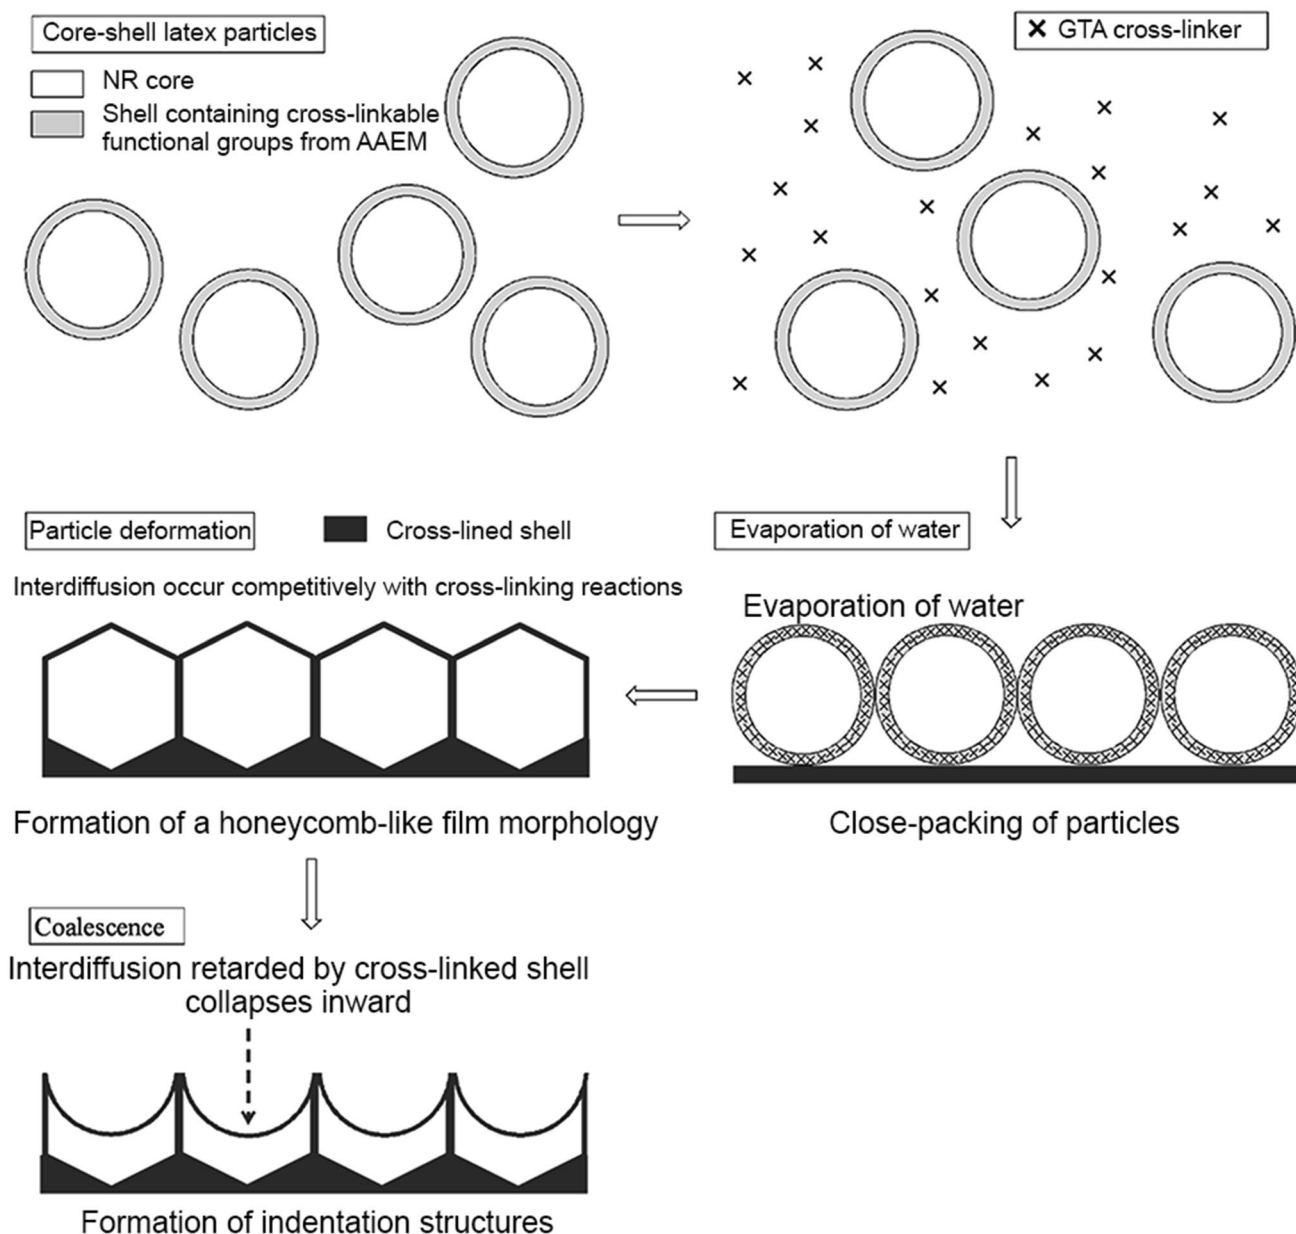 Core-shell latex particles
NR core
Shell containing cross-linkable
functional groups from AAEM
× GTA cross-linker
Particle deformation
Cross-lined shell
Interdiffusion occur competitively with cross-linking reactions
Evaporation of water
Evaporation of water
Formation of a honeycomb-like film morphology
Close-packing of particles
Coalescence
Interdiffusion retarded by cross-linked shell
collapses inward
Formation of indentation structures